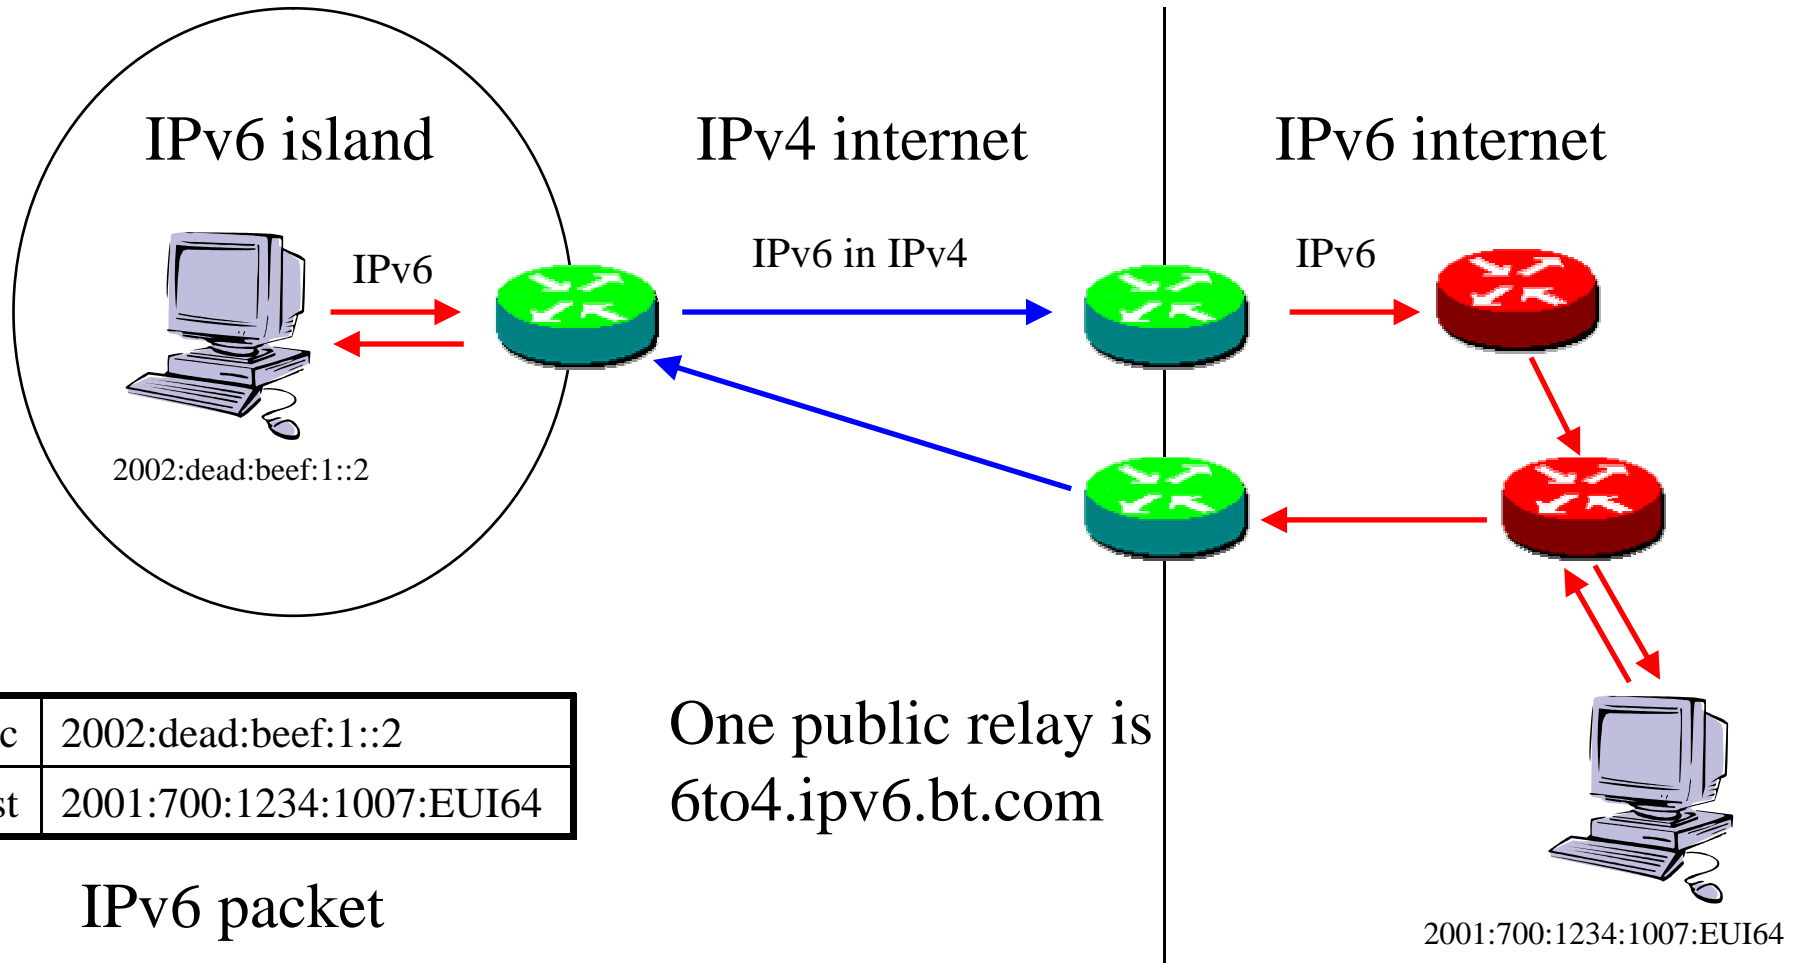 IPv6 island
IPv4 internet
IPv6 internet
IPv6
IPv6 in IPv4
IPv6
2002:dead:beef:1::2
c 2002:dead:beef:1::2
st 2001:700:1234:1007:EUI64
IPv6 packet
One public relay is
6to4.ipv6.bt.com
2001:700:1234:1007:EUI64